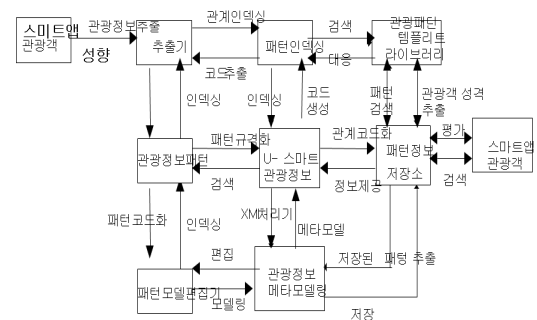 스마트앱
관광객
성향
관광정보추출
추출기
관계인덱싱
코드추출
패턴인덱싱
검색
대응
관광패턴
템플리트
라이브러리
인덱싱
인덱싱
코드
생성
패턴
검색
관광객 성격
추출
관광정보패턴
패턴규격화
검색
U- 스마트
관광정보
관계코드화
정보제공
패턴정보
저장소
평가
검색
스마트앱
관광객
패턴코드화
인덱싱
XMI처리기
메타모델
패턴모델편집기
편집
모델링
관광정보
메타모델링
저장된 패텅 추출
저장